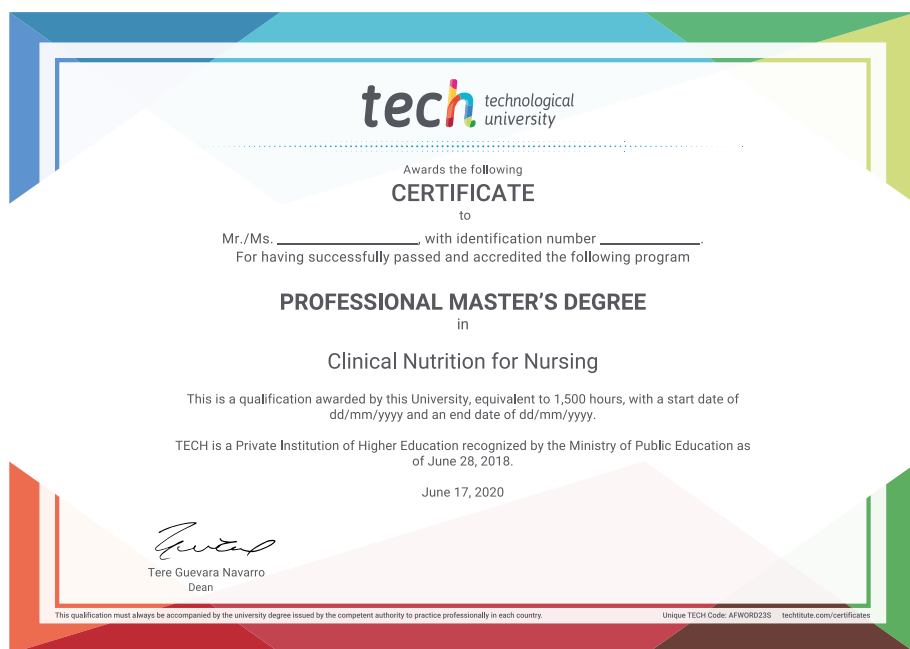 tech technological
university
Awards the following
CERTIFICATE
to
Mr./Ms. ____________________, with identification number ______________.
For having successfully passed and accredited the following program
PROFESSIONAL MASTER'S DEGREE
in
Clinical Nutrition for Nursing
This is a qualification awarded by this University, equivalent to 1,500 hours, with a start date of
dd/mm/yyyy and an end date of dd/mm/yyyy.
TECH is a Private Institution of Higher Education recognized by the Ministry of Public Education as
of June 28, 2018.
June 17, 2020
Tere Guevara Navarro
Dean
This qualification must always be accompanied by the university degree issued by the competent authority to practice professionally in each country. Unique TECH Code: AFWORD23S techtitute.com/certificates